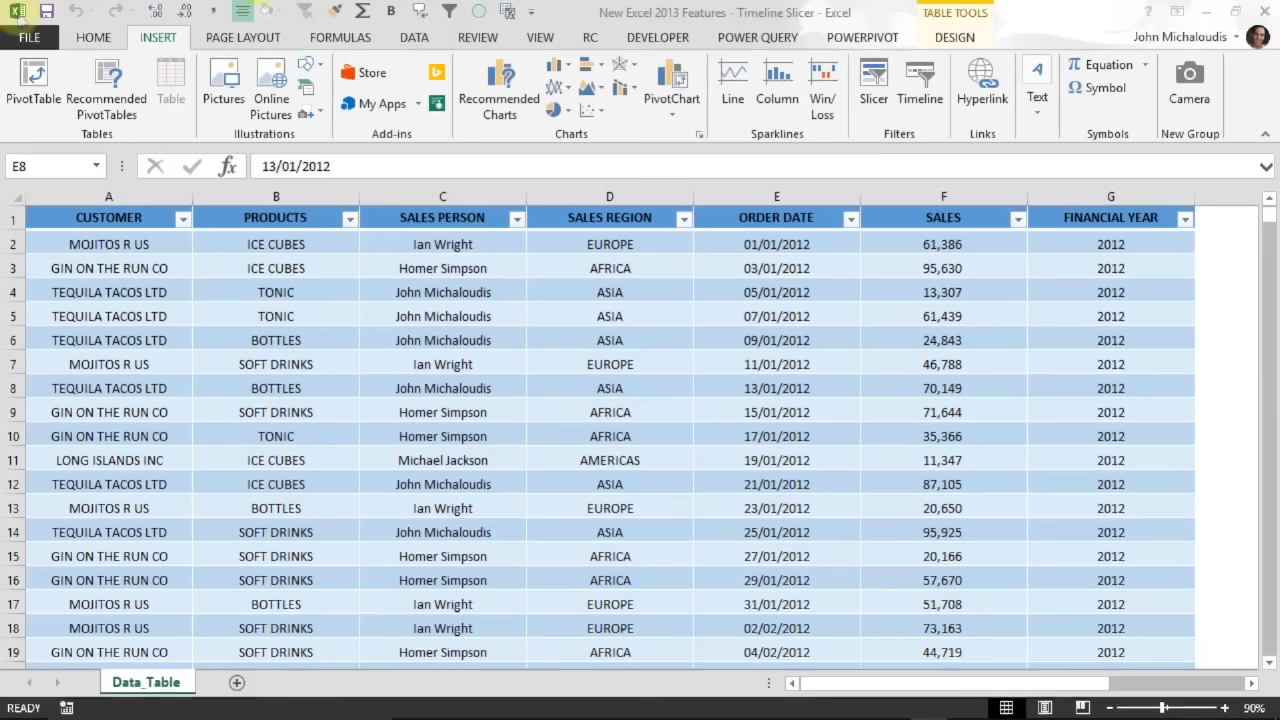 New Excel 2013 Features - Timeline Slicer - Excel
TABLE TOOLS
FILE HOME INSERT PAGE LAYOUT FORMULAS DATA REVIEW VIEW RC DEVELOPER POWER QUERY POWERPIVOT DESIGN John Michaloudis
PivotTable Recommended PivotTables Table
Tables
Pictures Online Pictures
Illustrations
Store
My Apps
Add-ins
Recommended Charts PivotChart
Charts
Line Column Win/Loss
Sparklines
Slicer Timeline
Filters
Hyperlink
Links
Text
π Equation
Ω Symbol
Symbols
Camera
New Group
E8 fx 13/01/2012
A B C D E F G
1 CUSTOMER PRODUCTS SALES PERSON SALES REGION ORDER DATE SALES FINANCIAL YEAR
2 MOJITOS R US ICE CUBES Ian Wright EUROPE 01/01/2012 61,386 2012
3 GIN ON THE RUN CO ICE CUBES Homer Simpson AFRICA 03/01/2012 95,630 2012
4 TEQUILA TACOS LTD TONIC John Michaloudis ASIA 05/01/2012 13,307 2012
5 TEQUILA TACOS LTD TONIC John Michaloudis ASIA 07/01/2012 61,439 2012
6 TEQUILA TACOS LTD BOTTLES John Michaloudis ASIA 09/01/2012 24,843 2012
7 MOJITOS R US SOFT DRINKS Ian Wright EUROPE 11/01/2012 46,788 2012
8 TEQUILA TACOS LTD BOTTLES John Michaloudis ASIA 13/01/2012 70,149 2012
9 GIN ON THE RUN CO SOFT DRINKS Homer Simpson AFRICA 15/01/2012 71,644 2012
10 GIN ON THE RUN CO TONIC Homer Simpson AFRICA 17/01/2012 35,366 2012
11 LONG ISLANDS INC ICE CUBES Michael Jackson AMERICAS 19/01/2012 11,347 2012
12 TEQUILA TACOS LTD ICE CUBES John Michaloudis ASIA 21/01/2012 87,105 2012
13 MOJITOS R US BOTTLES Ian Wright EUROPE 23/01/2012 20,650 2012
14 TEQUILA TACOS LTD SOFT DRINKS John Michaloudis ASIA 25/01/2012 95,925 2012
15 GIN ON THE RUN CO SOFT DRINKS Homer Simpson AFRICA 27/01/2012 20,166 2012
16 GIN ON THE RUN CO SOFT DRINKS Homer Simpson AFRICA 29/01/2012 57,670 2012
17 MOJITOS R US BOTTLES Ian Wright EUROPE 31/01/2012 51,708 2012
18 MOJITOS R US SOFT DRINKS Ian Wright EUROPE 02/02/2012 73,163 2012
19 GIN ON THE RUN CO SOFT DRINKS Homer Simpson AFRICA 04/02/2012 44,719 2012
Data_Table
READY 90%